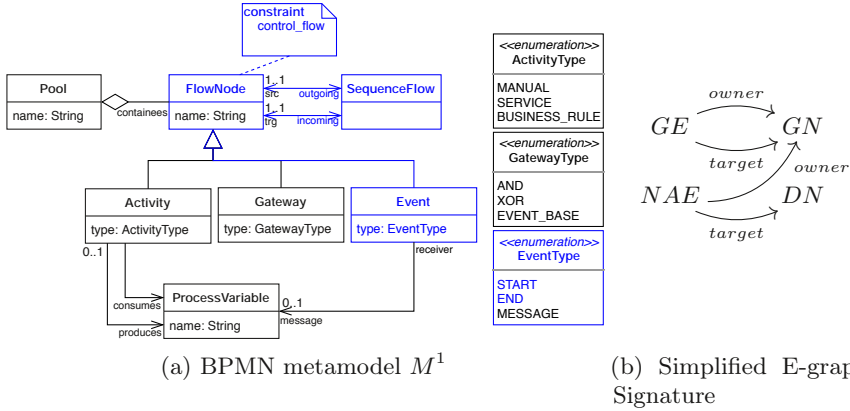 constraint
control_flow
Pool
name: String
containees
FlowNode
name: String
1..1
src
outgoing
1..1
trg
incoming
SequenceFlow
Activity
type: ActivityType
0..1
Gateway
type: GatewayType
Event
type: EventType
receiver
consumes
produces
ProcessVariable
name: String
0..1
message
<<enumeration>>
ActivityType
MANUAL
SERVICE
BUSINESS_RULE
<<enumeration>>
GatewayType
AND
XOR
EVENT_BASE
<<enumeration>>
EventType
START
END
MESSAGE
owner
GE GN
target
owner
NAE DN
target
(a) BPMN metamodel M¹
(b) Simplified E-grap
Signature